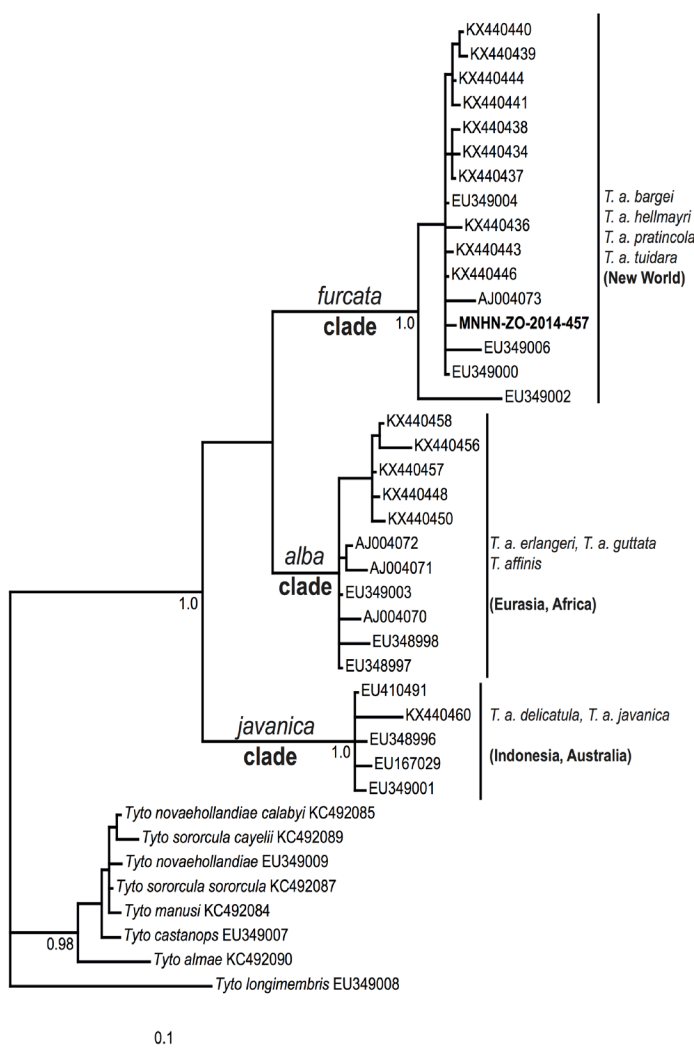 KX440440
KX440439
KX440444
KX440441
KX440438
KX440434
KX440437
EU349004
KX440436
KX440443
KX440446
AJ004073
MNHN-ZO-2014-457
EU349006
EU349000
EU349002
furcata
clade
1.0
T. a. bargei
T. a. hellmayri
T. a. pratincola
T. a. tuidara
(New World)
KX440458
KX440456
KX440457
KX440448
KX440450
AJ004072
AJ004071
EU349003
AJ004070
EU348998
EU348997
alba
clade
1.0
T. a. erlangeri, T. a. guttata
T. affinis
(Eurasia, Africa)
EU410491
KX440460
EU348996
EU167029
EU349001
javanica
clade
1.0
T. a. delicatula, T. a. javanica
(Indonesia, Australia)
Tyto novaehollandiae calabyi KC492085
Tyto sororcula cayelii KC492089
Tyto novaehollandiae EU349009
Tyto sororcula sororcula KC492087
Tyto manusi KC492084
Tyto castanops EU349007
0.98
Tyto almae KC492090
Tyto longimembris EU349008
0.1